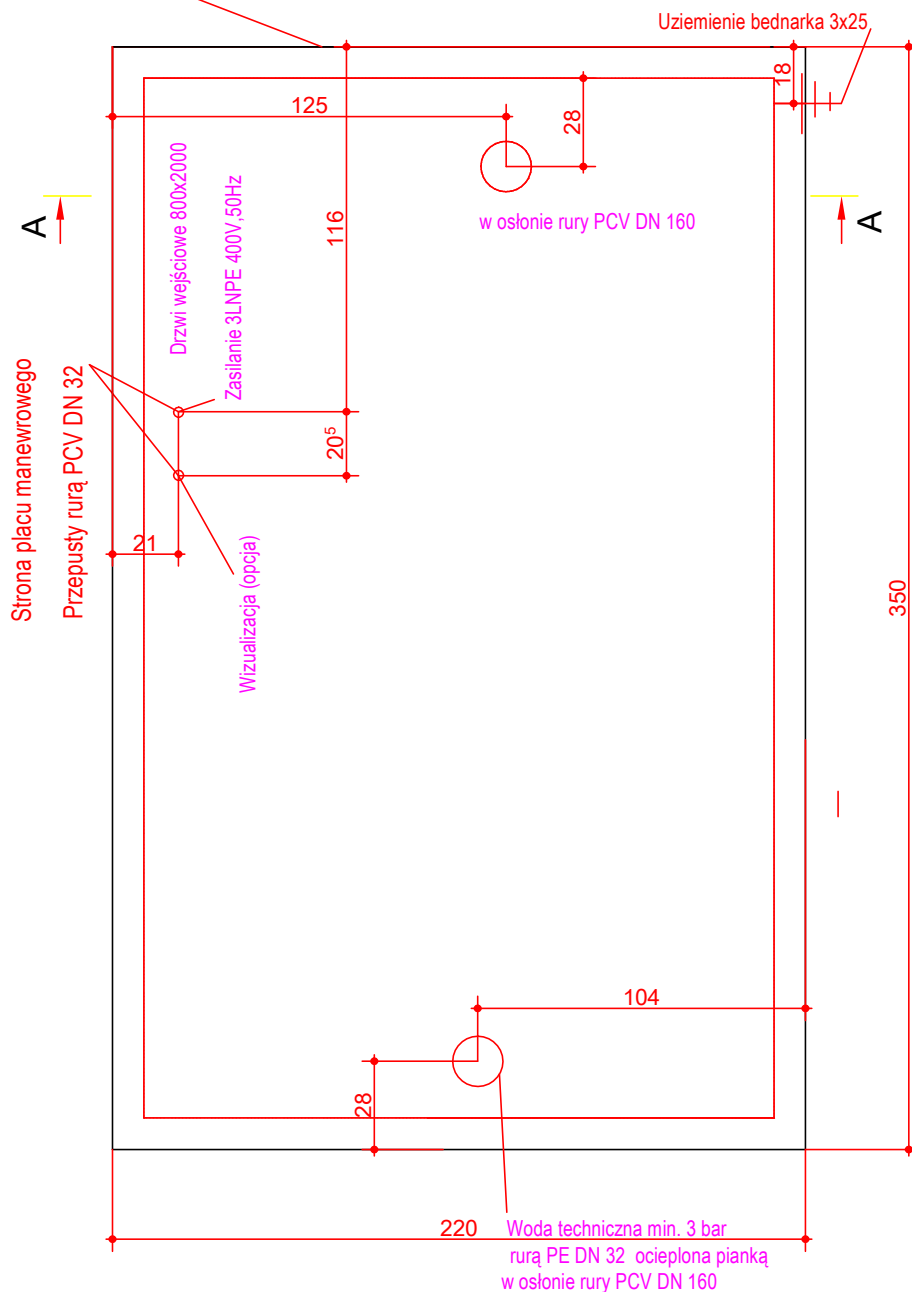 Uziemienie bednarka 3x25
18
125
28
116
A
A
w osłonie rury PCV DN 160
Drzwi wejściowe 800x2000
Zasilanie 3LNPE 400V,50Hz
Strona placu manewrowego
Przepusty rurą PCV DN 32
20⁵
21
Wizualizacja (opcja)
350
104
28
220
Woda techniczna min. 3 bar
rurą PE DN 32 ocieplona pianką
w osłonie rury PCV DN 160